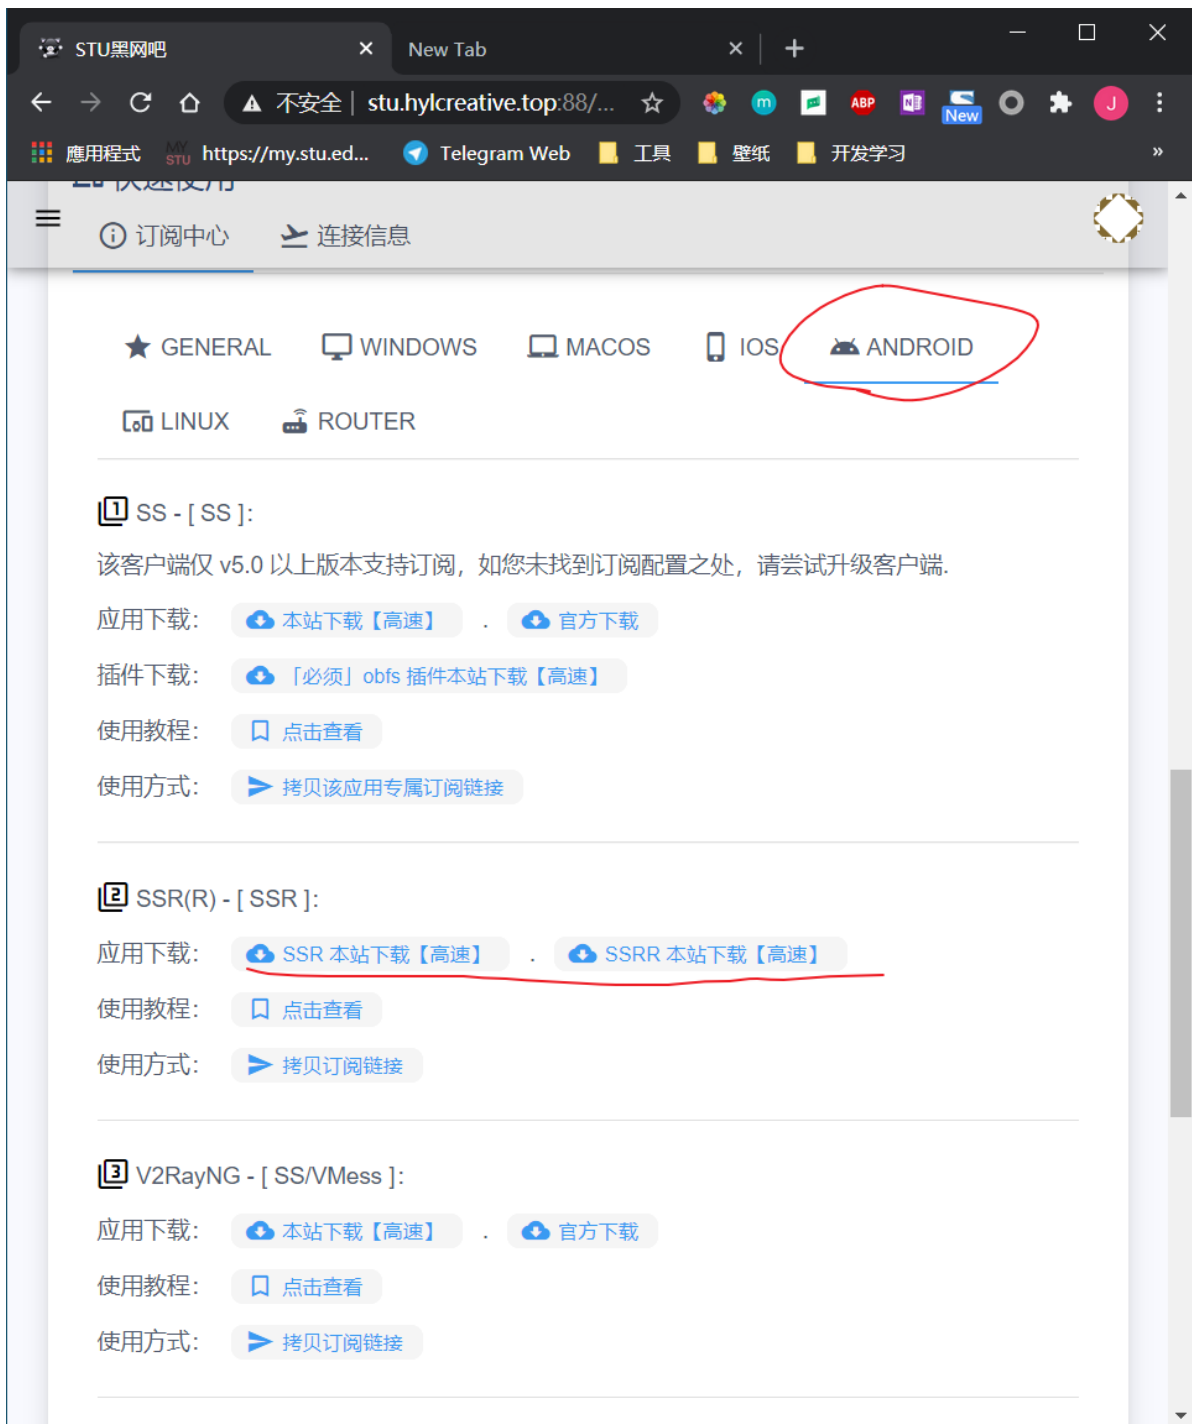 STU黑网吧
New Tab
不安全 | stu.hylcreative.top:88/...
ABP
New
J
應用程式
MY STU
https://my.stu.ed...
Telegram Web
工具
壁纸
开发学习
»
快速使用
订阅中心
连接信息
GENERAL
WINDOWS
MACOS
IOS
ANDROID
LINUX
ROUTER
1 SS - [ SS ]:
该客户端仅 v5.0 以上版本支持订阅，如您未找到订阅配置之处，请尝试升级客户端.
应用下载： 本站下载【高速】 . 官方下载
插件下载： 「必须」obfs 插件本站下载【高速】
使用教程： 点击查看
使用方式： 拷贝该应用专属订阅链接
2 SSR(R) - [ SSR ]:
应用下载： SSR 本站下载【高速】 . SSRR 本站下载【高速】
使用教程： 点击查看
使用方式： 拷贝订阅链接
3 V2RayNG - [ SS/VMess ]:
应用下载： 本站下载【高速】 . 官方下载
使用教程： 点击查看
使用方式： 拷贝订阅链接